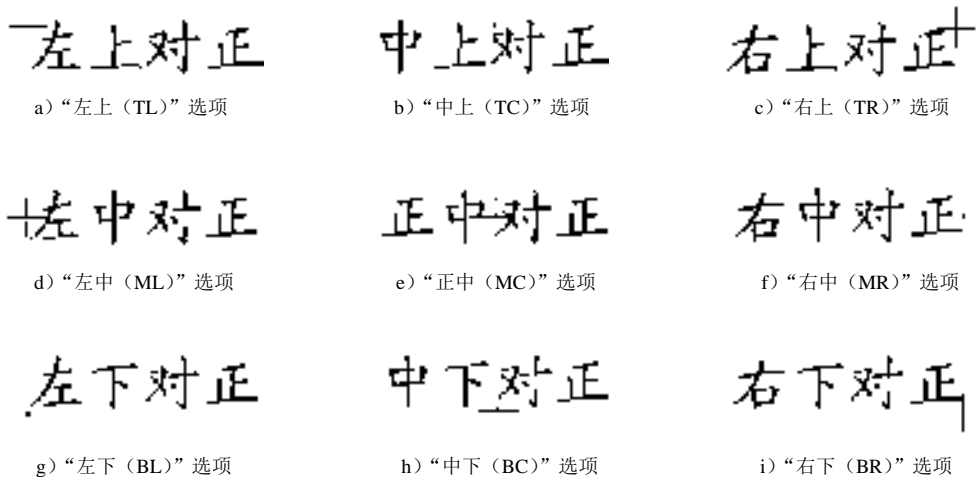 左上对正 中上对正 右上对正
a)“左上（TL）”选项 b)“中上（TC）”选项 c)“右上（TR）”选项
左中对正 正中对正 右中对正
d)“左中（ML）”选项 e)“正中（MC）”选项 f)“右中（MR）”选项
左下对正 中下对正 右下对正
g)“左下（BL）”选项 h)“中下（BC）”选项 i)“右下（BR）”选项